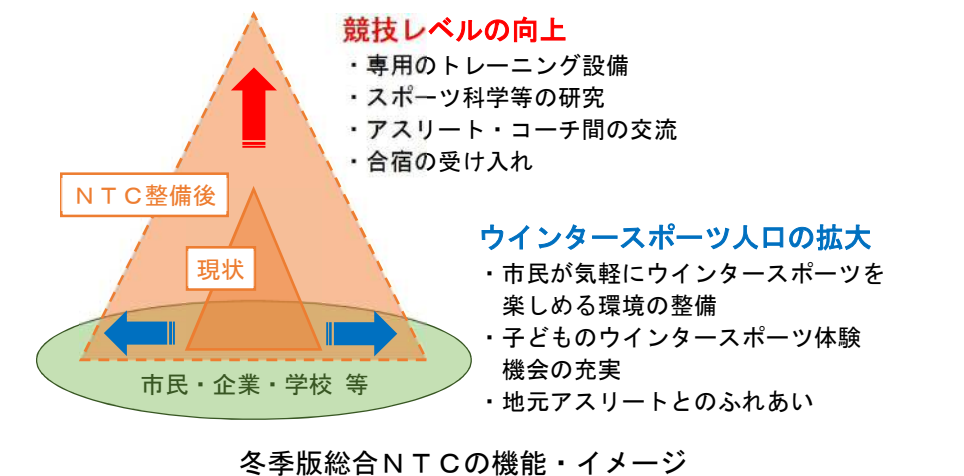 競技レベルの向上
・専用のトレーニング設備
・スポーツ科学等の研究
・アスリート・コーチ間の交流
・合宿の受け入れ
ＮＴＣ整備後
現状
ウインタースポーツ人口の拡大
・市民が気軽にウインタースポーツを
楽しめる環境の整備
・子どものウインタースポーツ体験
機会の充実
・地元アスリートとのふれあい
市民・企業・学校 等
冬季版総合ＮＴＣの機能・イメージ